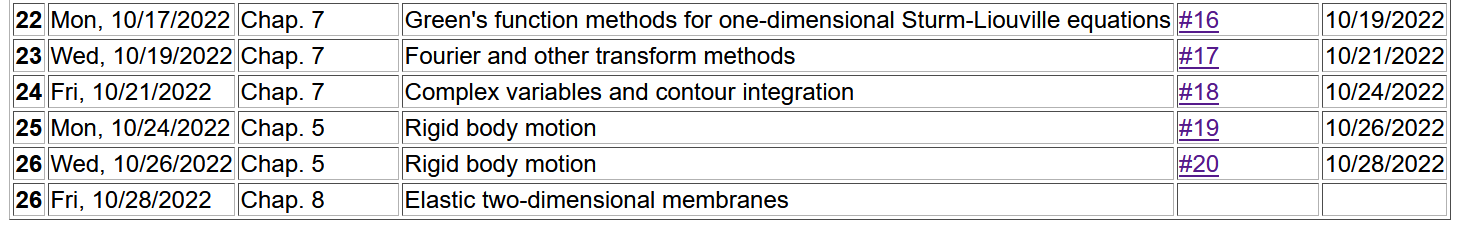 22 Mon, 10/17/2022 Chap. 7 Green's function methods for one-dimensional Sturm-Liouville equations #16 10/19/2022
23 Wed, 10/19/2022 Chap. 7 Fourier and other transform methods #17 10/21/2022
24 Fri, 10/21/2022 Chap. 7 Complex variables and contour integration #18 10/24/2022
25 Mon, 10/24/2022 Chap. 5 Rigid body motion #19 10/26/2022
26 Wed, 10/26/2022 Chap. 5 Rigid body motion #20 10/28/2022
26 Fri, 10/28/2022 Chap. 8 Elastic two-dimensional membranes